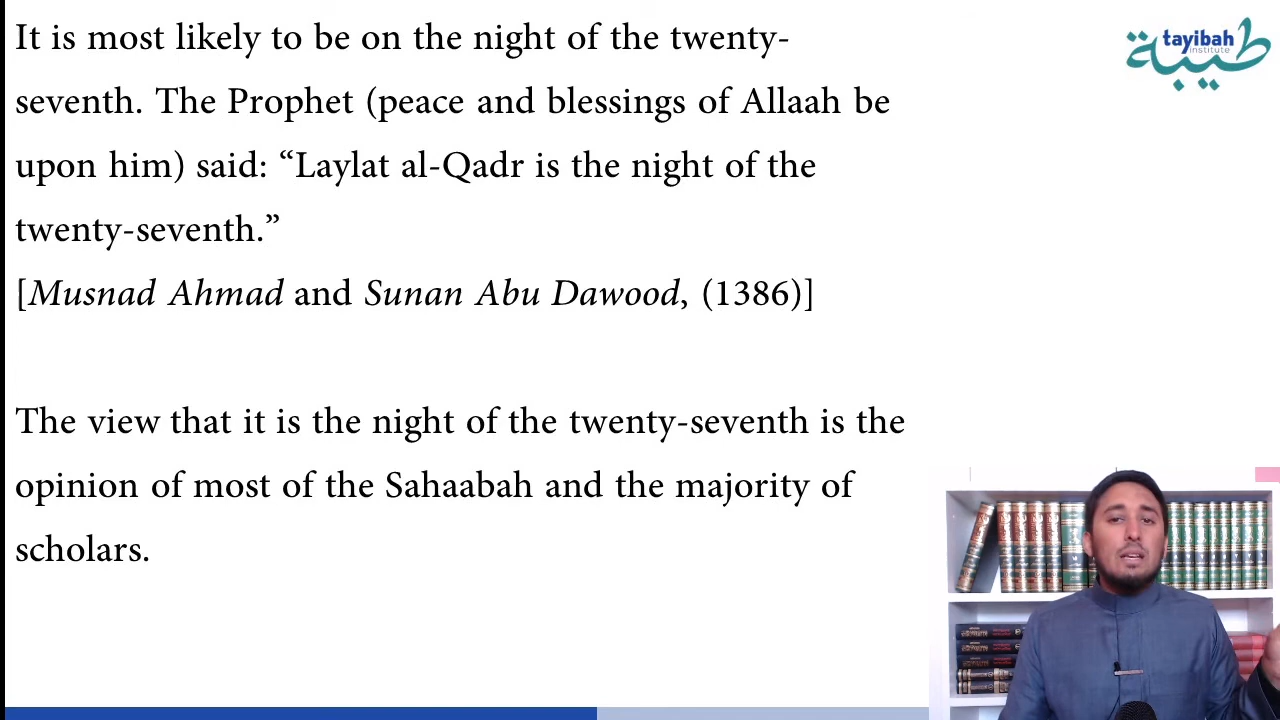 It is most likely to be on the night of the twenty-
seventh. The Prophet (peace and blessings of Allaah be
upon him) said: “Laylat al-Qadr is the night of the
twenty-seventh.”
[Musnad Ahmad and Sunan Abu Dawood, (1386)]
The view that it is the night of the twenty-seventh is the
opinion of most of the Sahaabah and the majority of
scholars.
tayibah
institute
طيبة